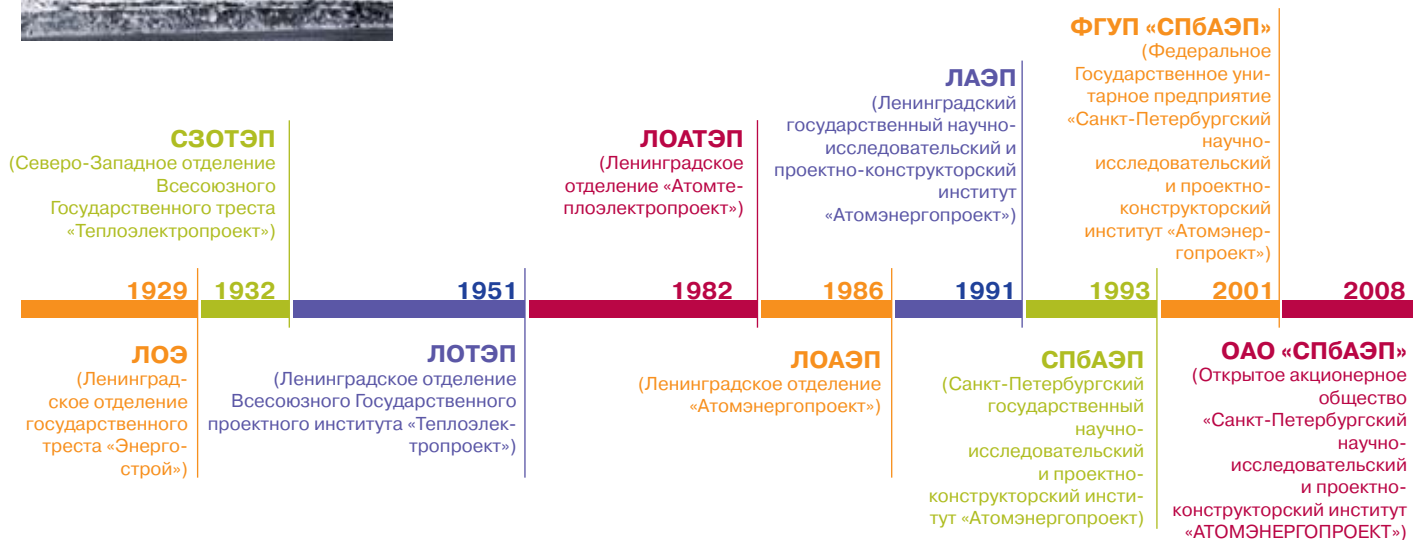 ФГУП «СПбАЭП»
(Федеральное
Государственное уни-
тарное предприятие
«Санкт-Петербургский
научно-
исследовательский
и проектно-
конструкторский
институт «Атомэнер-
гопроект»)
ЛАЭП
(Ленинградский
государственный научно-
исследовательский и
проектно-конструкторский
институт
«Атомэнергопроект»)
ЛОАТЭП
(Ленинградское
отделение «Атомте-
плоэлектропроект»)
СЗОТЭП
(Северо-Западное отделение
Всесоюзного
Государственного треста
«Теплоэлектропроект»)
1929 1932 1951 1982 1986 1991 1993 2001 2008
ЛОЭ
(Ленинград-
ское отделение
государственного
треста «Энерго-
строй»)
ЛОТЭП
(Ленинградское отделение
Всесоюзного Государственного
проектного института «Теплоэлек-
тропроект»)
ЛОАЭП
(Ленинградское отделение
«Атомэнергопроект»)
СПбАЭП
(Санкт-Петербургский
государственный
научно-
исследовательский
и проектно-
конструкторский инсти-
тут «Атомэнергопроект)
ОАО «СПбАЭП»
(Открытое акционерное
общество
«Санкт-Петербургский
научно-
исследовательский
и проектно-
конструкторский институт
«АТОМЭНЕРГОПРОЕКТ»)